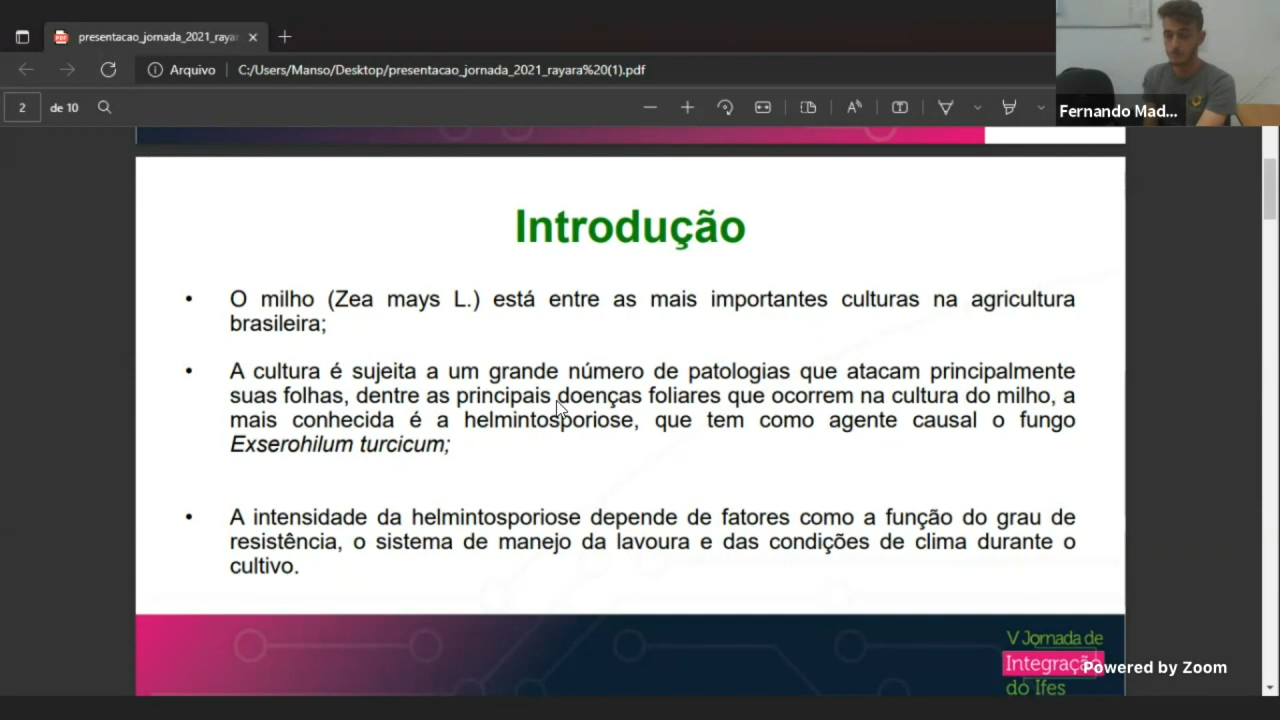 presentacao_jornada_2021_raya
Arquivo
C:/Users/Manso/Desktop/presentacao_jornada_2021_rayara%20(1).pdf
2
de 10
Fernando Mad...
Introdução
• O milho (Zea mays L.) está entre as mais importantes culturas na agricultura
brasileira;
• A cultura é sujeita a um grande número de patologias que atacam principalmente
suas folhas, dentre as principais doenças foliares que ocorrem na cultura do milho, a
mais conhecida é a helmintosporiose, que tem como agente causal o fungo
Exserohilum turcicum;
• A intensidade da helmintosporiose depende de fatores como a função do grau de
resistência, o sistema de manejo da lavoura e das condições de clima durante o
cultivo.
V Jornada de
Integração
do Ifes
Powered by Zoom